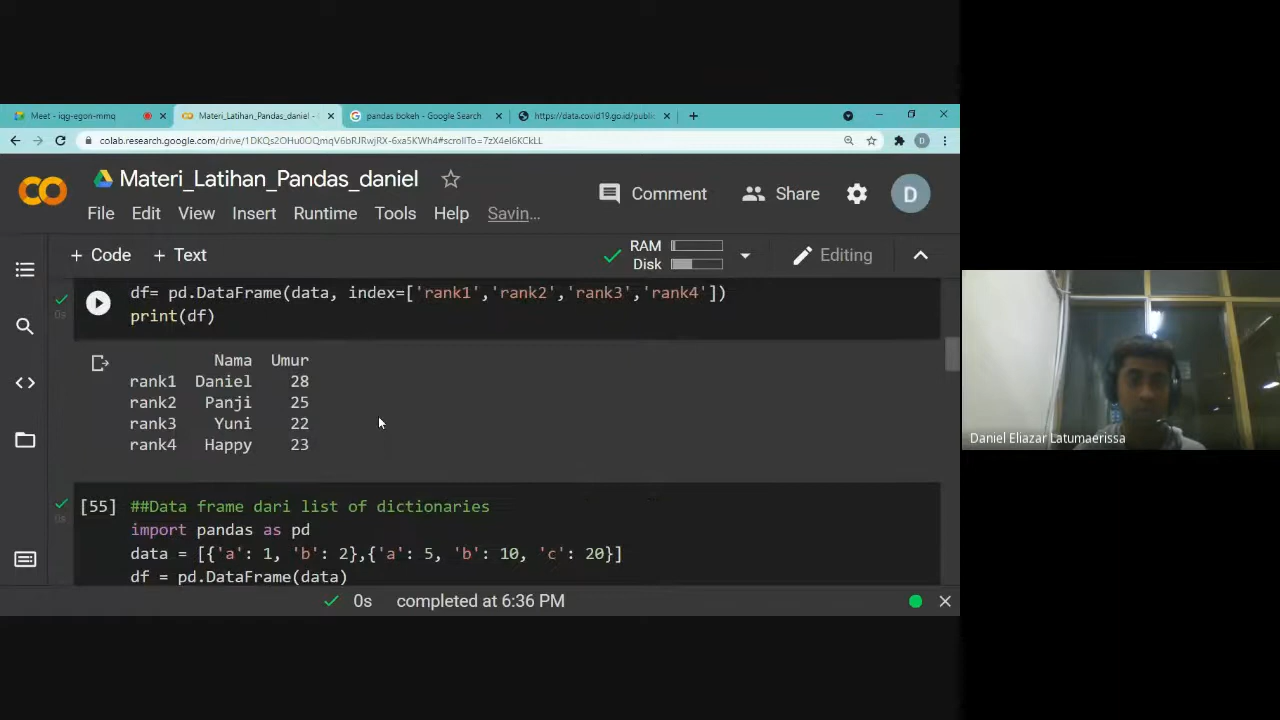 Meet - iqg-egon-mmq
Materi_Latihan_Pandas_daniel -
pandas bokeh - Google Search
https://data.covid19.go.id/public
colab.research.google.com/drive/1DKQs2OHu0OQmqV6bRJRwjRX-6xa5KWh4#scrollTo=7zX4eI6KCkLL
D
Materi_Latihan_Pandas_daniel
Comment
Share
D
File Edit View Insert Runtime Tools Help Savin...
+ Code + Text
RAM
Disk
Editing
df= pd.DataFrame(data, index=['rank1','rank2','rank3','rank4'])
print(df)
0s
Nama Umur
rank1 Daniel 28
rank2 Panji 25
rank3 Yuni 22
rank4 Happy 23
[55] ##Data frame dari list of dictionaries
0s
import pandas as pd
data = [{'a': 1, 'b': 2},{'a': 5, 'b': 10, 'c': 20}]
df = pd.DataFrame(data)
0s completed at 6:36 PM
Daniel Eliazar Latumaerissa